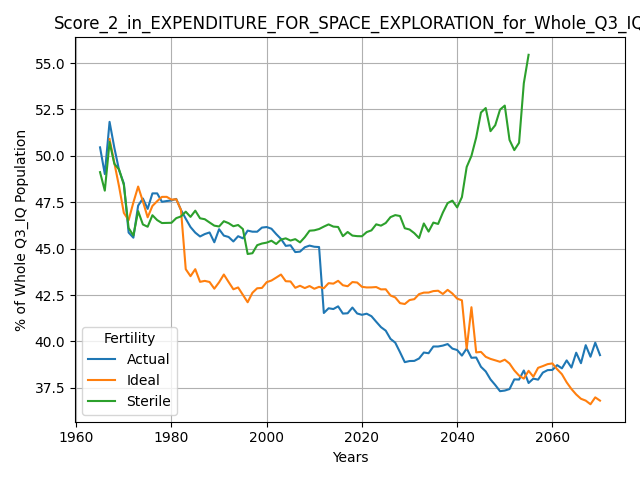 Score_2_in_EXPENDITURE_FOR_SPACE_EXPLORATION_for_Whole_Q3_IQ
55.0
52.5
50.0
47.5
45.0
42.5
40.0
37.5
% of Whole Q3_IQ Population
Fertility
Actual
Ideal
Sterile
1960 1980 2000 2020 2040 2060
Years